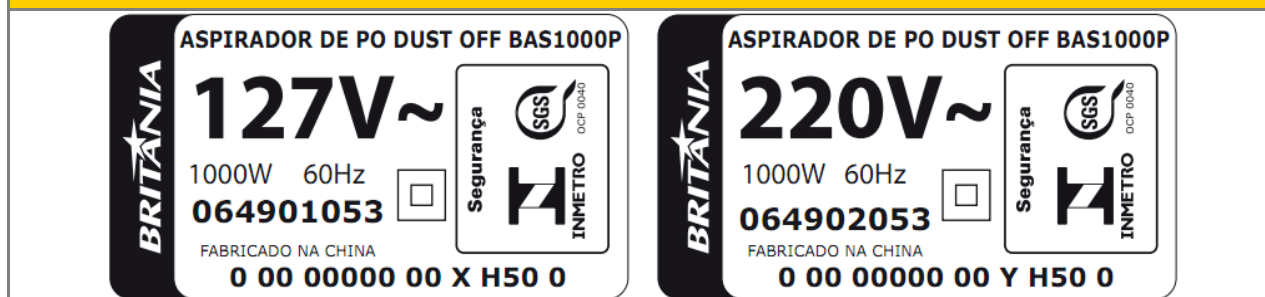 BRITANIA
ASPIRADOR DE PO DUST OFF BAS1000P
127V~
1000W 60Hz
064901053
FABRICADO NA CHINA
0 00 00000 00 X H50 0
Segurança
SGS
OCP 0040
INMETRO
BRITANIA
ASPIRADOR DE PO DUST OFF BAS1000P
220V~
1000W 60Hz
064902053
FABRICADO NA CHINA
0 00 00000 00 Y H50 0
Segurança
SGS
OCP 0040
INMETRO